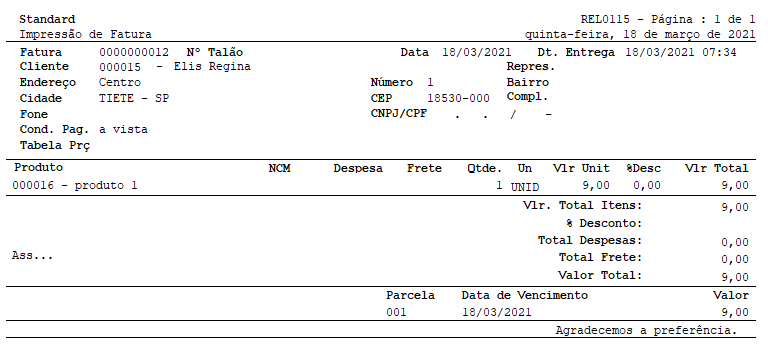 Standard REL0115 - Página : 1 de 1
Impressão de Fatura quinta-feira, 18 de março de 2021
Fatura 0000000012 Nº Talão Data 18/03/2021 Dt. Entrega 18/03/2021 07:34
Cliente 000015 - Elis Regina Repres.
Endereço Centro Número 1 Bairro
Cidade TIETE - SP CEP 18530-000 Compl.
Fone CNPJ/CPF . . / -
Cond. Pag. a vista
Tabela Prç
Produto NCM Despesa Frete Qtde. Un Vlr Unit %Desc Vlr Total
000016 - produto 1 1 UNID 9,00 0,00 9,00
Vlr. Total Itens: 9,00
% Desconto:
Total Despesas: 0,00
Ass...
Total Frete: 0,00
Valor Total: 9,00
Parcela Data de Vencimento Valor
001 18/03/2021 9,00
Agradecemos a preferência.